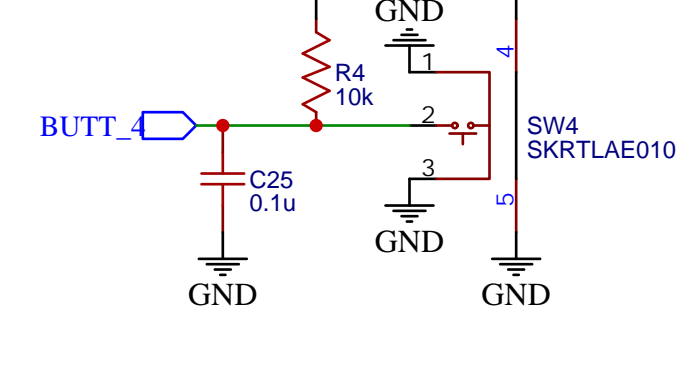 GND
4
1
R4
10k
BUTT_4
2
SW4
SKRTLAE010
3
C25
0.1u
5
GND
GND
GND